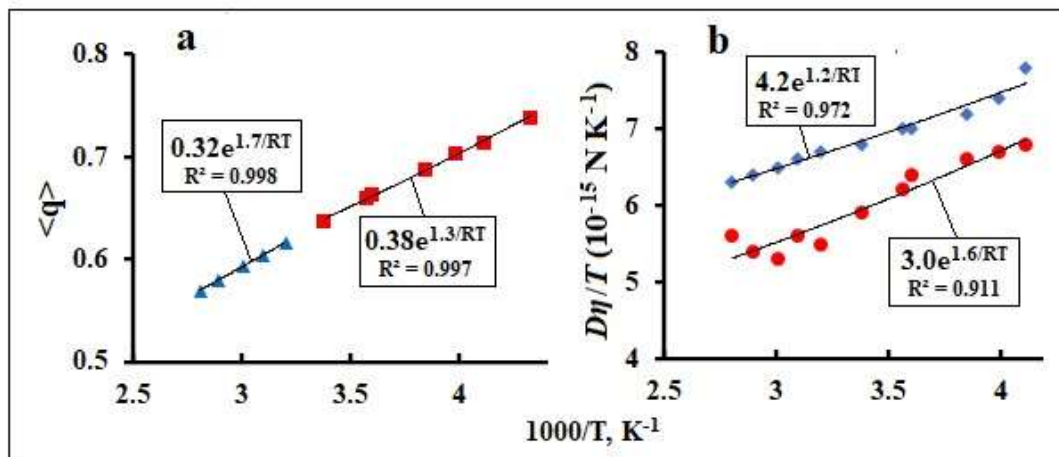 a
<q>
0.8
0.7
0.6
0.5
0.32e^1.7/RT
R² = 0.998
0.38e^1.3/RT
R² = 0.997
2.5 3 3.5 4
b
Dη/T (10⁻¹⁵ N K⁻¹)
8
7
6
5
4
4.2e^1.2/RT
R² = 0.972
3.0e^1.6/RT
R² = 0.911
2.5 3 3.5 4
1000/T, K⁻¹